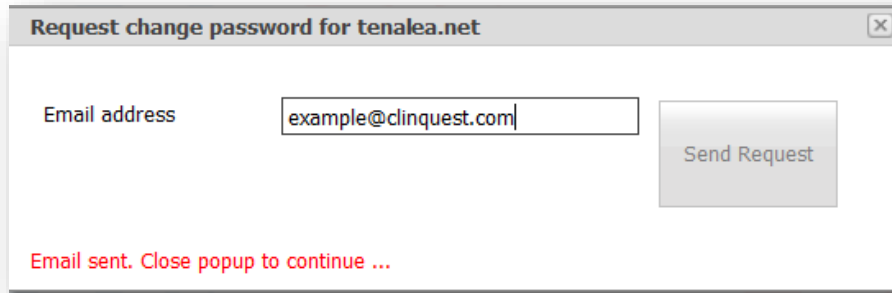 Request change password for tenalea.net
Email address
example@clinquest.com
Send Request
Email sent. Close popup to continue ...